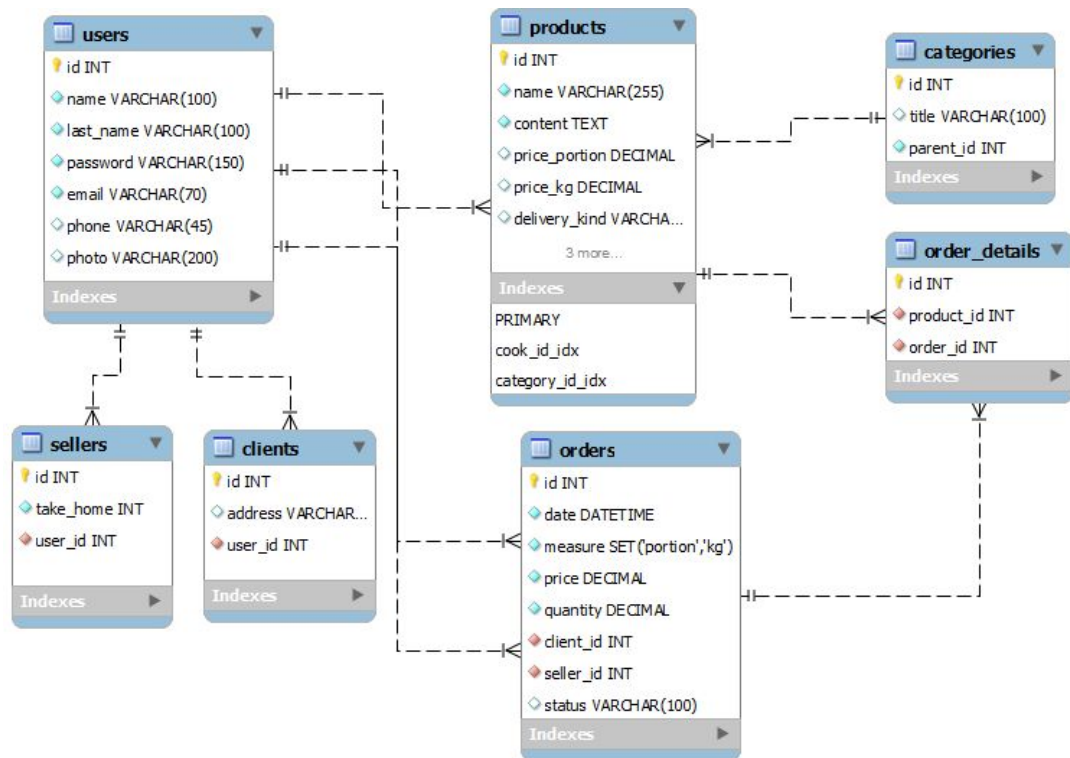 users
id INT
name VARCHAR(100)
last_name VARCHAR(100)
password VARCHAR(150)
email VARCHAR(70)
phone VARCHAR(45)
photo VARCHAR(200)
Indexes
products
id INT
name VARCHAR(255)
content TEXT
price_portion DECIMAL
price_kg DECIMAL
delivery_kind VARCHA...
3 more...
Indexes
PRIMARY
cook_id_idx
category_id_idx
categories
id INT
title VARCHAR(100)
parent_id INT
Indexes
order_details
id INT
product_id INT
order_id INT
Indexes
sellers
id INT
take_home INT
user_id INT
Indexes
clients
id INT
address VARCHAR...
user_id INT
Indexes
orders
id INT
date DATETIME
measure SET('portion','kg')
price DECIMAL
quantity DECIMAL
client_id INT
seller_id INT
status VARCHAR(100)
Indexes